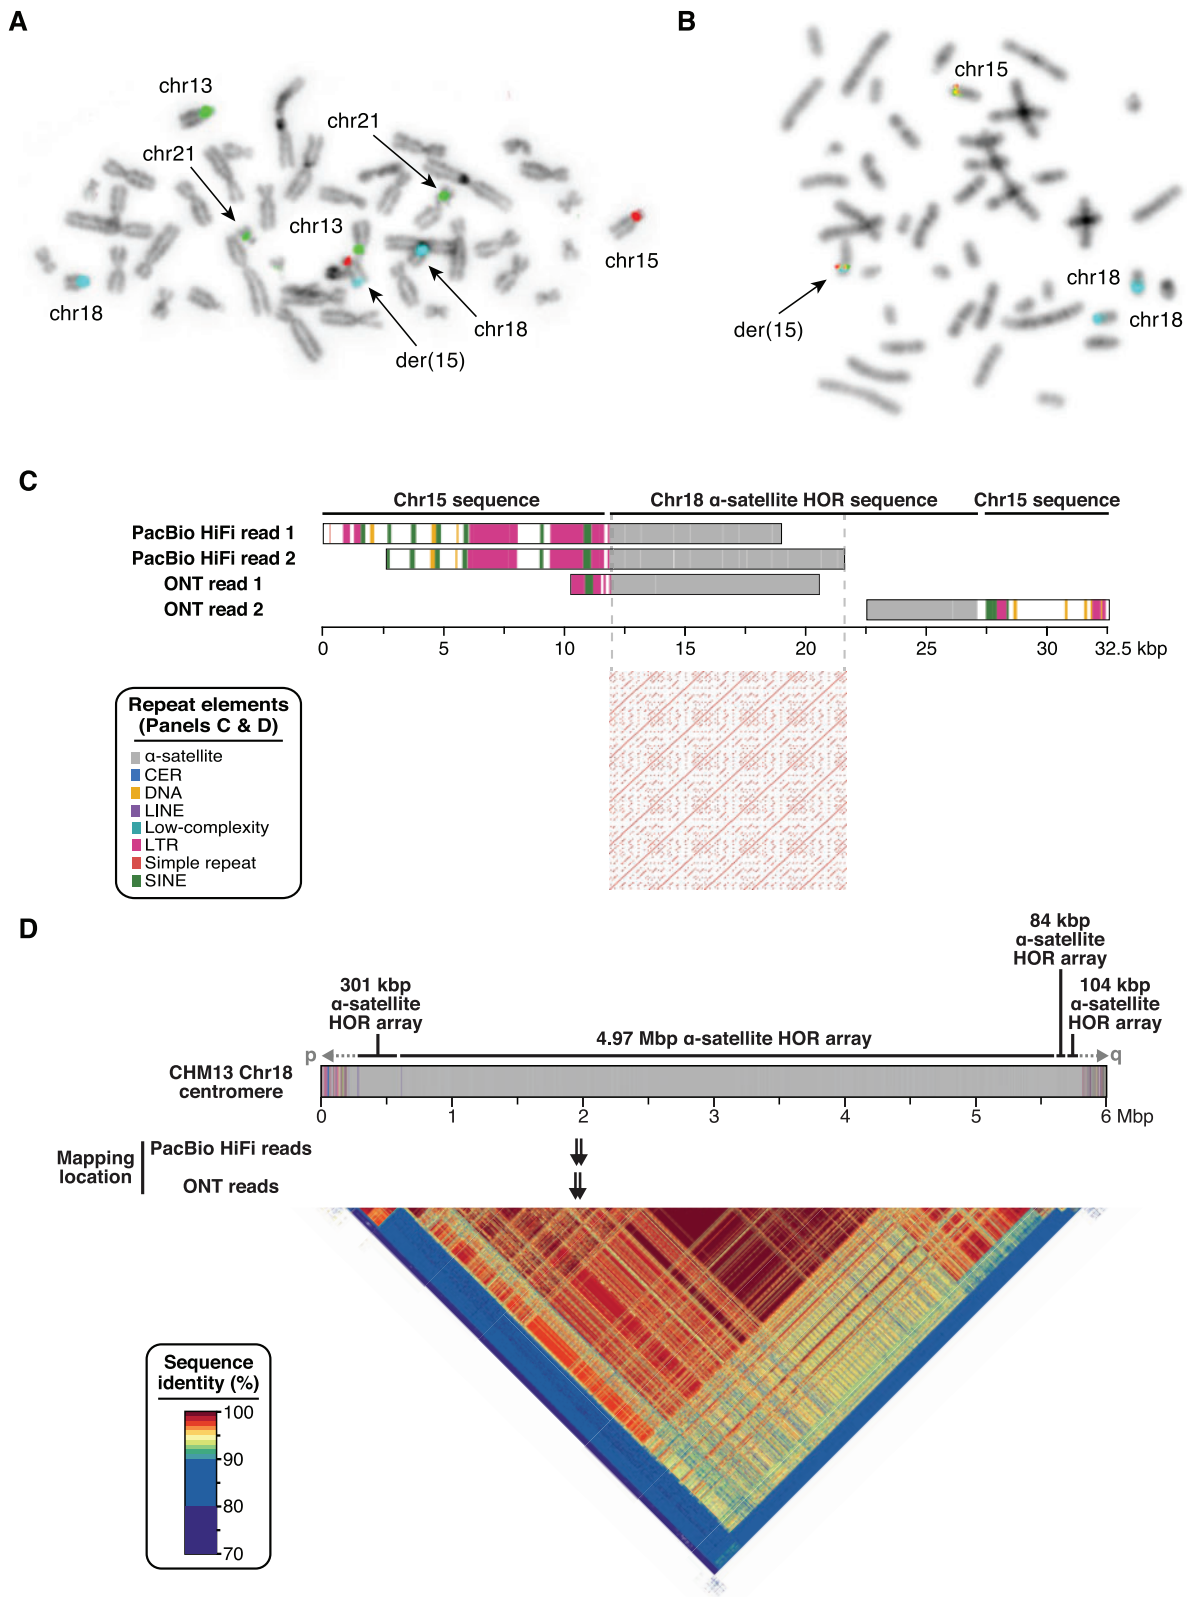 A
B
chr13
chr21
chr21
chr13
chr15
chr18
chr18
der(15)
chr15
chr18
chr18
der(15)
C
Chr15 sequence
Chr18 α-satellite HOR sequence
Chr15 sequence
PacBio HiFi read 1
PacBio HiFi read 2
ONT read 1
ONT read 2
0 5 10 15 20 25 30 32.5 kbp
Repeat elements
(Panels C & D)
α-satellite
CER
DNA
LINE
Low-complexity
LTR
Simple repeat
SINE
D
84 kbp
α-satellite
HOR array
301 kbp
α-satellite
HOR array
104 kbp
α-satellite
HOR array
4.97 Mbp α-satellite HOR array
p
q
CHM13 Chr18
centromere
0 1 2 3 4 5 6 Mbp
Mapping
location
PacBio HiFi reads
ONT reads
Sequence
identity (%)
100
90
80
70